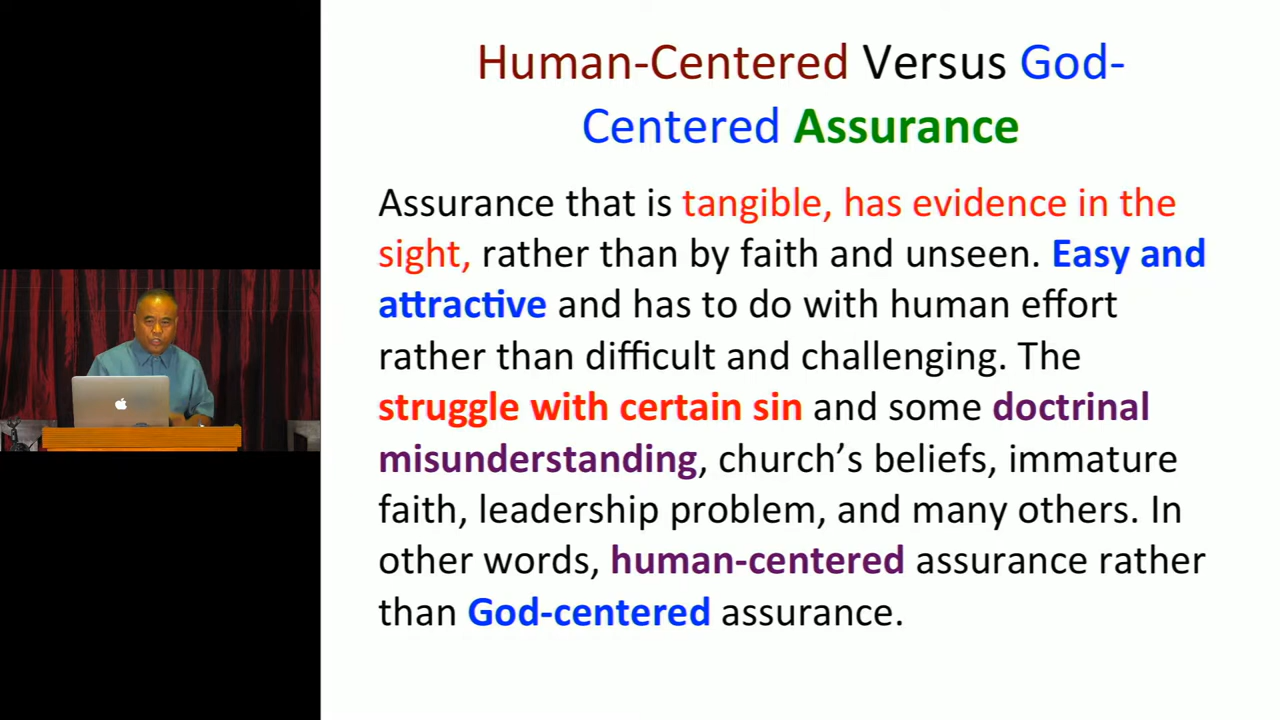 Human-Centered Versus God-
Centered Assurance
Assurance that is tangible, has evidence in the
sight, rather than by faith and unseen. Easy and
attractive and has to do with human effort
rather than difficult and challenging. The
struggle with certain sin and some doctrinal
misunderstanding, church’s beliefs, immature
faith, leadership problem, and many others. In
other words, human-centered assurance rather
than God-centered assurance.